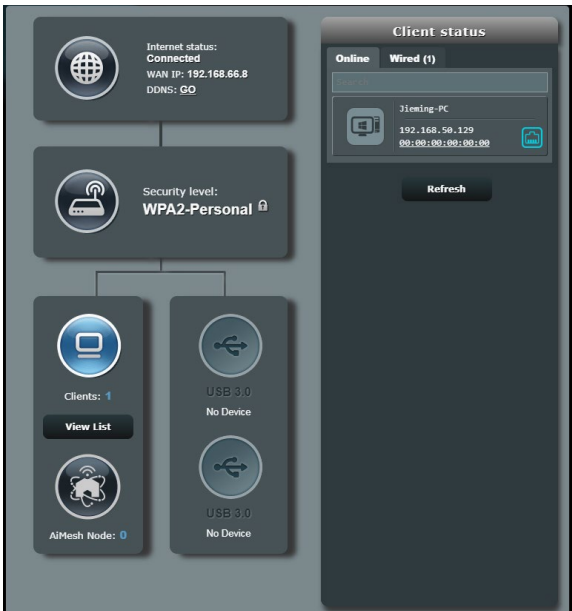 Internet status:
Connected
WAN IP: 192.168.66.8
DDNS: GO
Security level:
WPA2-Personal
Clients: 1
View List
AiMesh Node: 0
USB 3.0
No Device
USB 3.0
No Device
Client status
Online Wired (1)
Search
Jieming-PC
192.168.50.129
00:00:00:00:00:00
Refresh